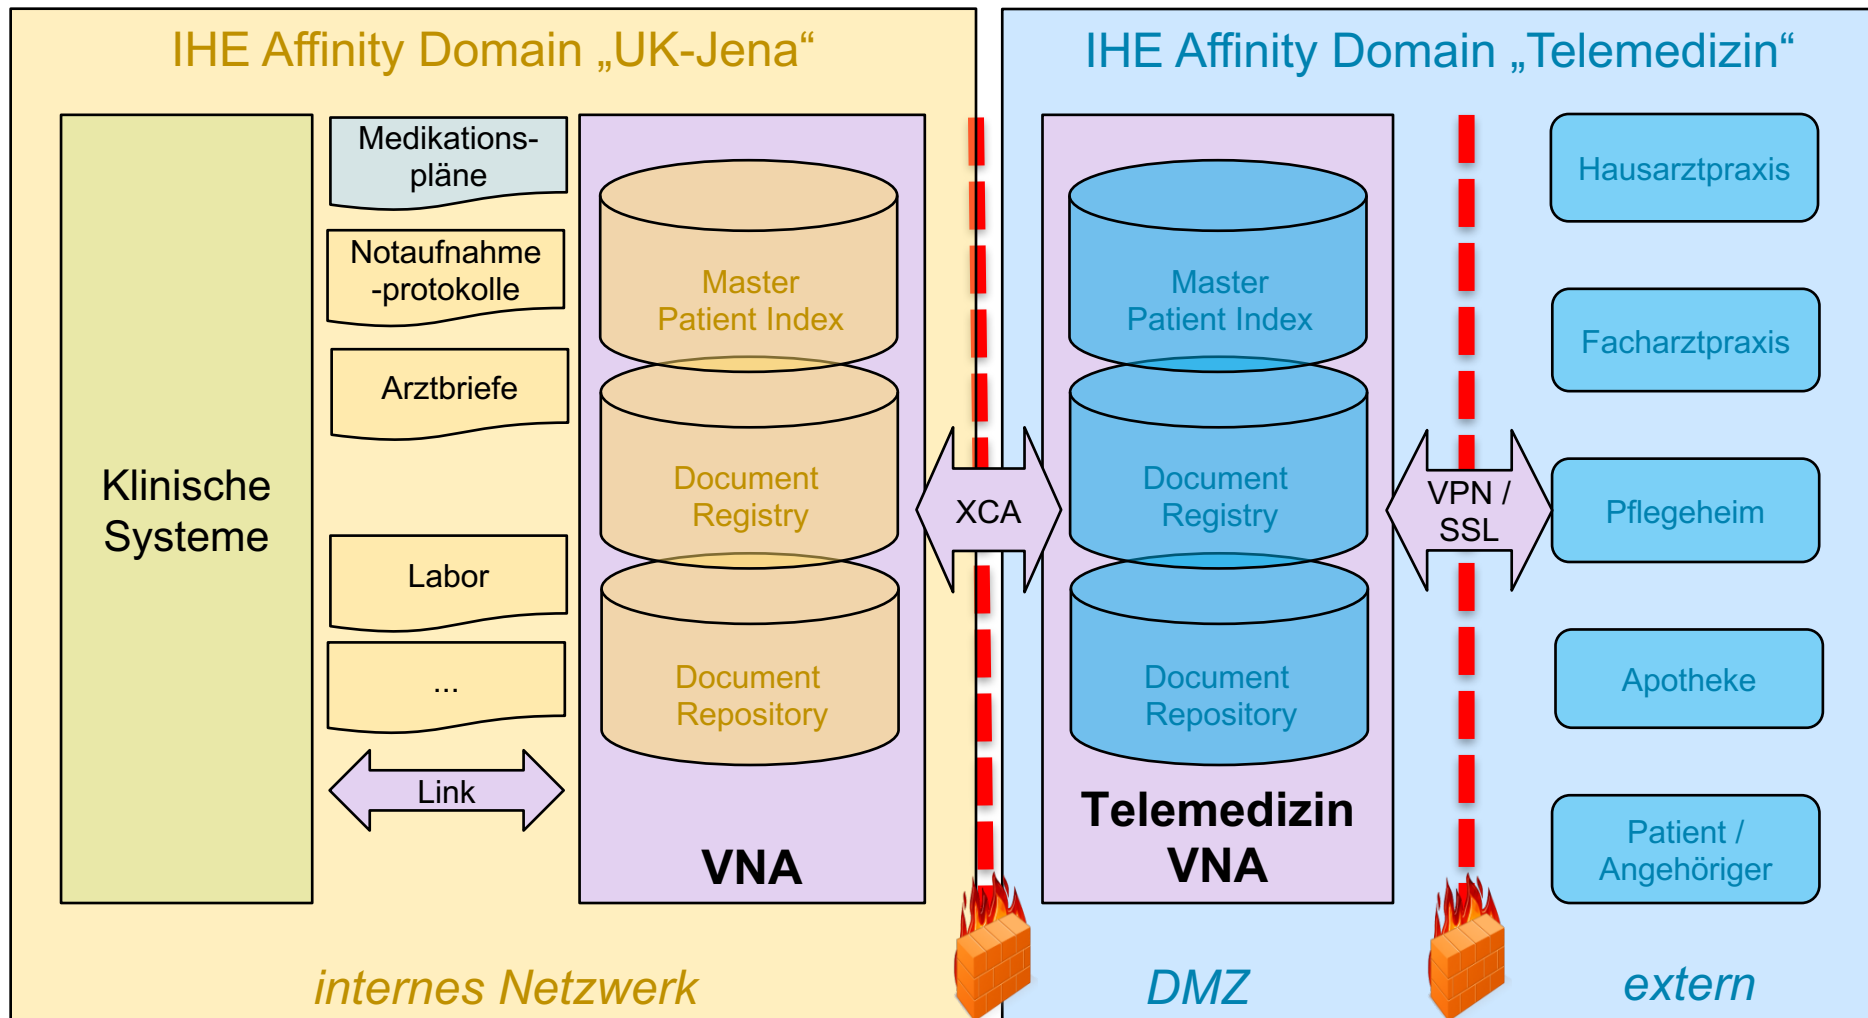 IHE Affinity Domain „UK-Jena“
IHE Affinity Domain „Telemedizin“
Klinische
Systeme
Medikations-
pläne
Notaufnahme
-protokolle
Arztbriefe
Labor
...
Link
Master
Patient Index
Document
Registry
Document
Repository
VNA
XCA
Master
Patient Index
Document
Registry
Document
Repository
Telemedizin
VNA
VPN /
SSL
Hausarztpraxis
Facharztpraxis
Pflegeheim
Apotheke
Patient /
Angehöriger
internes Netzwerk
DMZ
extern